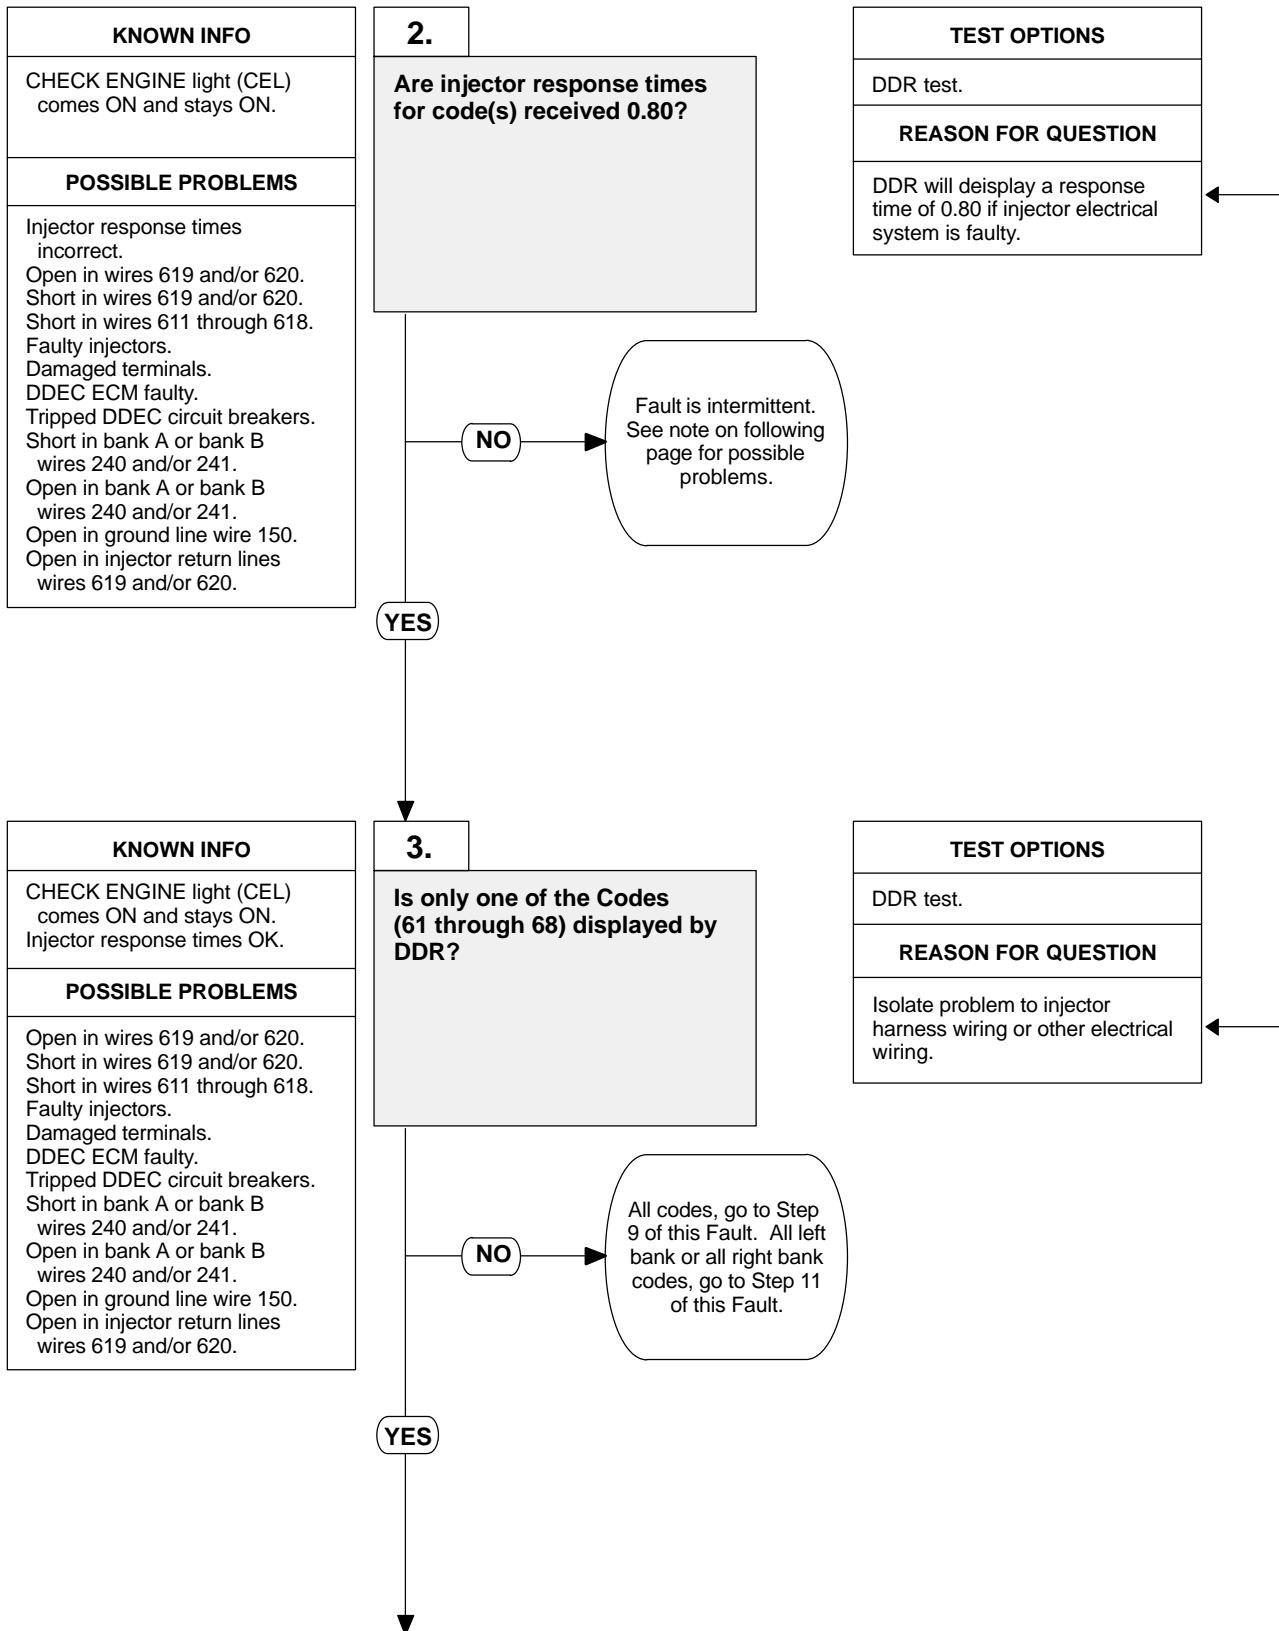 KNOWN INFO
CHECK ENGINE light (CEL)
comes ON and stays ON.
POSSIBLE PROBLEMS
Injector response times
incorrect.
Open in wires 619 and/or 620.
Short in wires 619 and/or 620.
Short in wires 611 through 618.
Faulty injectors.
Damaged terminals.
DDEC ECM faulty.
Tripped DDEC circuit breakers.
Short in bank A or bank B
wires 240 and/or 241.
Open in bank A or bank B
wires 240 and/or 241.
Open in ground line wire 150.
Open in injector return lines
wires 619 and/or 620.
2.
Are injector response times
for code(s) received 0.80?
TEST OPTIONS
DDR test.
REASON FOR QUESTION
DDR will deisplay a response
time of 0.80 if injector electrical
system is faulty.
NO
Fault is intermittent.
See note on following
page for possible
problems.
YES
KNOWN INFO
CHECK ENGINE light (CEL)
comes ON and stays ON.
Injector response times OK.
POSSIBLE PROBLEMS
Open in wires 619 and/or 620.
Short in wires 619 and/or 620.
Short in wires 611 through 618.
Faulty injectors.
Damaged terminals.
DDEC ECM faulty.
Tripped DDEC circuit breakers.
Short in bank A or bank B
wires 240 and/or 241.
Open in bank A or bank B
wires 240 and/or 241.
Open in ground line wire 150.
Open in injector return lines
wires 619 and/or 620.
3.
Is only one of the Codes
(61 through 68) displayed by
DDR?
TEST OPTIONS
DDR test.
REASON FOR QUESTION
Isolate problem to injector
harness wiring or other electrical
wiring.
NO
All codes, go to Step
9 of this Fault. All left
bank or all right bank
codes, go to Step 11
of this Fault.
YES